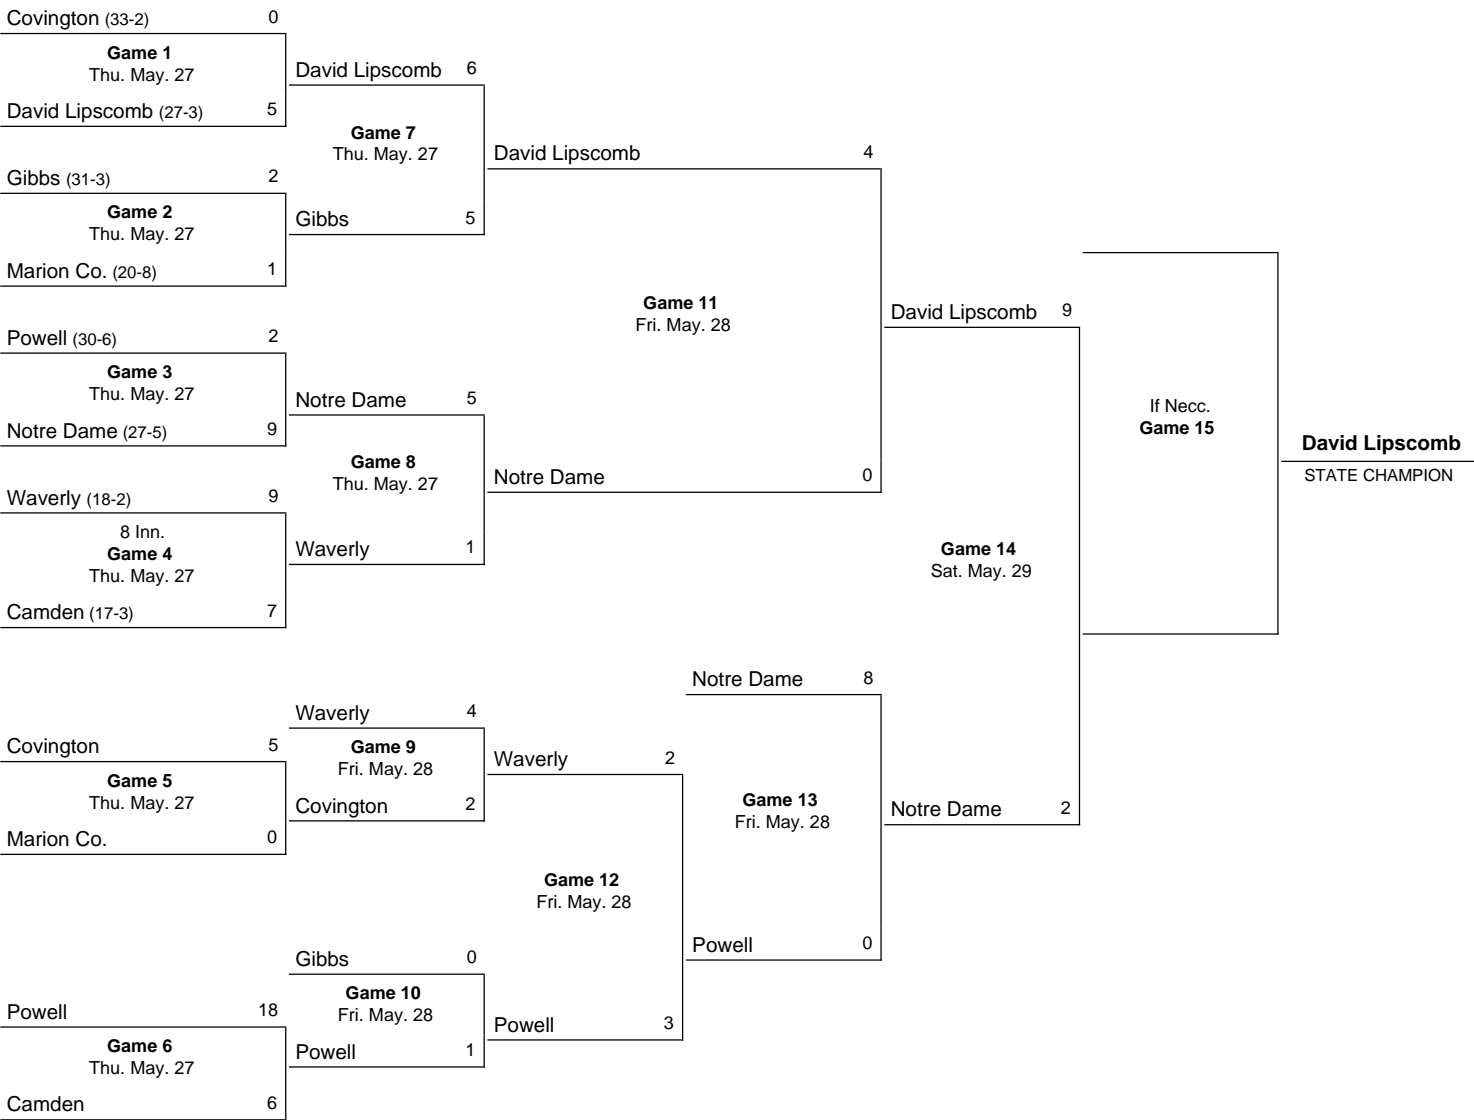 Covington (33-2) 0
Game 1
Thu. May. 27
David Lipscomb (27-3) 5
Gibbs (31-3) 2
Game 2
Thu. May. 27
Marion Co. (20-8) 1
Powell (30-6) 2
Game 3
Thu. May. 27
Notre Dame (27-5) 9
Waverly (18-2) 9
8 Inn.
Game 4
Thu. May. 27
Camden (17-3) 7
Covington 5
Game 5
Thu. May. 27
Marion Co. 0
Powell 18
Game 6
Thu. May. 27
Camden 6
David Lipscomb 6
Game 7
Thu. May. 27
Gibbs 5
Notre Dame 5
Game 8
Thu. May. 27
Waverly 1
Waverly 4
Game 9
Fri. May. 28
Covington 2
Gibbs 0
Game 10
Fri. May. 28
Powell 1
David Lipscomb 4
Game 11
Fri. May. 28
Notre Dame 0
Waverly 2
Game 12
Fri. May. 28
Powell 3
Notre Dame 8
Game 13
Fri. May. 28
Powell 0
David Lipscomb 9
Game 14
Sat. May. 29
Notre Dame 2
If Necc.
Game 15
David Lipscomb
STATE CHAMPION